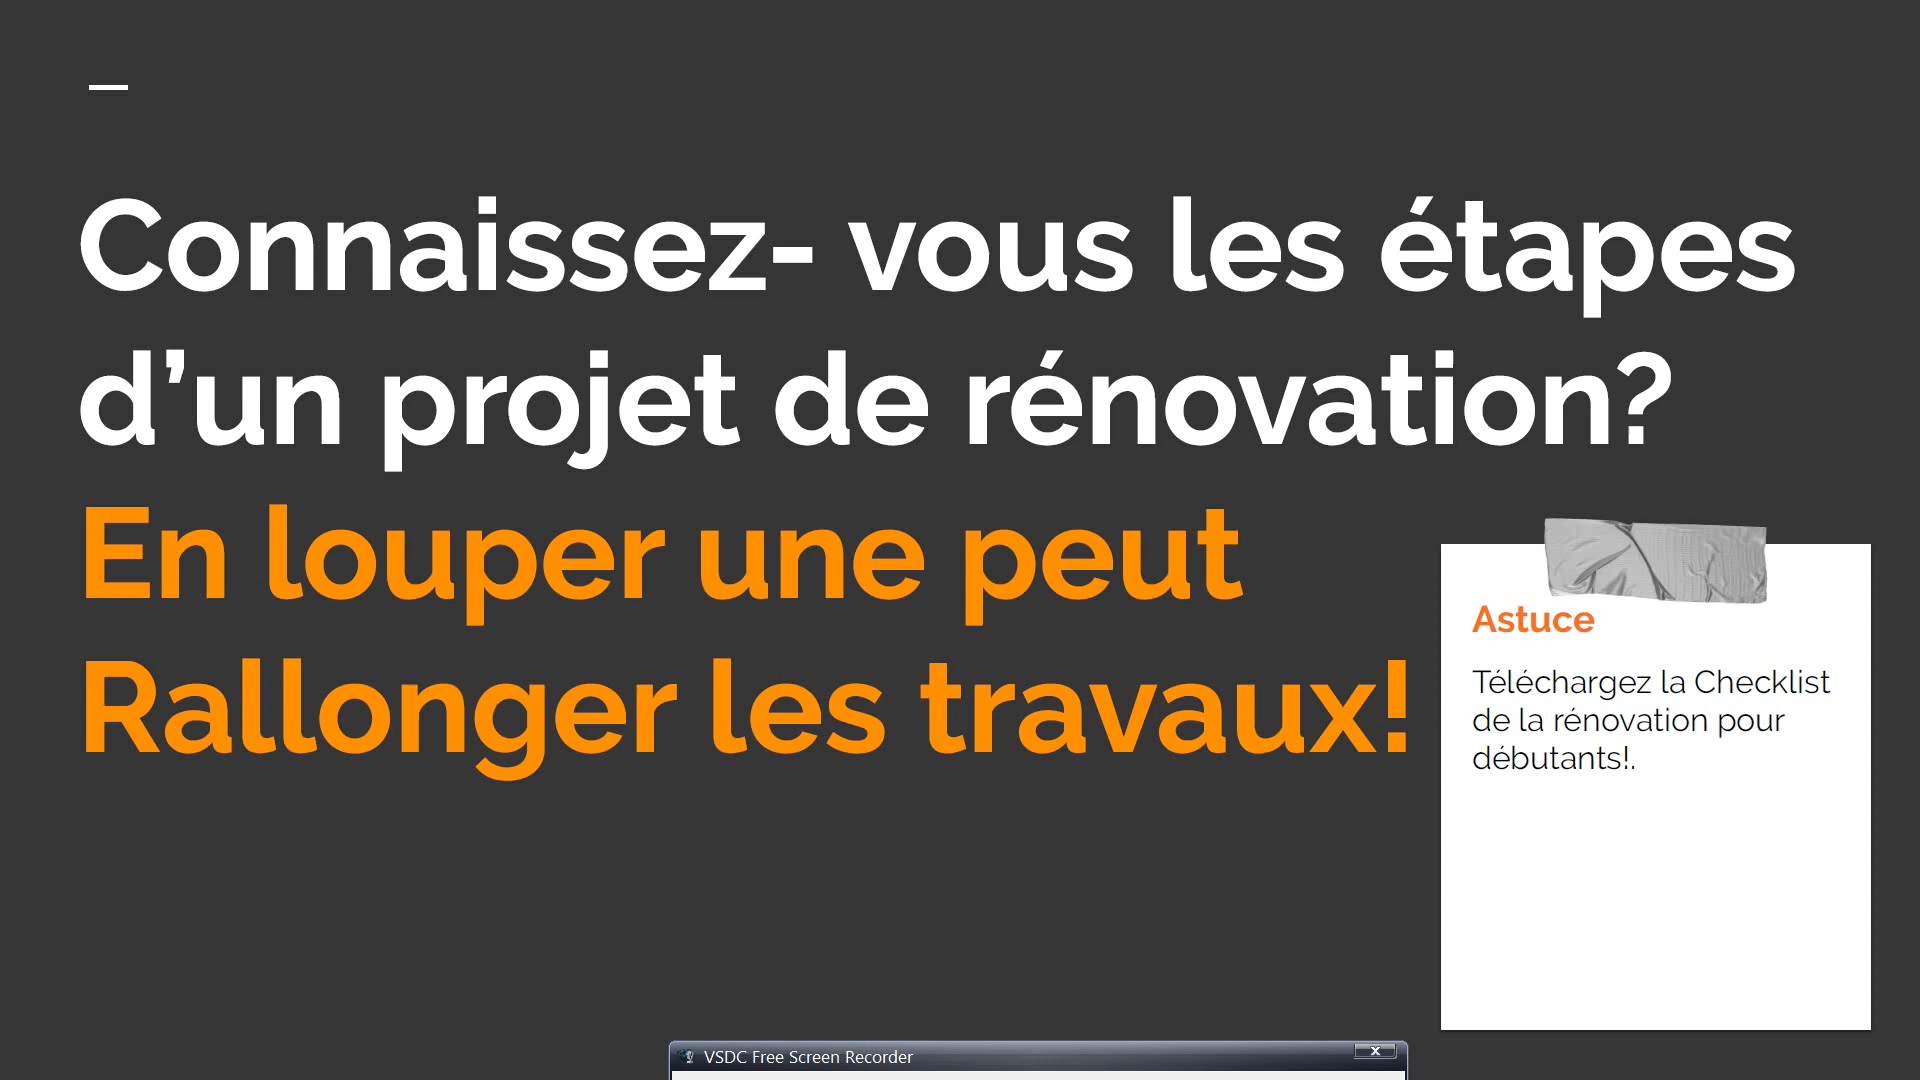 Connaissez- vous les étapes
d’un projet de rénovation?
En louper une peut
Rallonger les travaux!
Astuce
Téléchargez la Checklist
de la rénovation pour
débutants!.
VSDC Free Screen Recorder
x